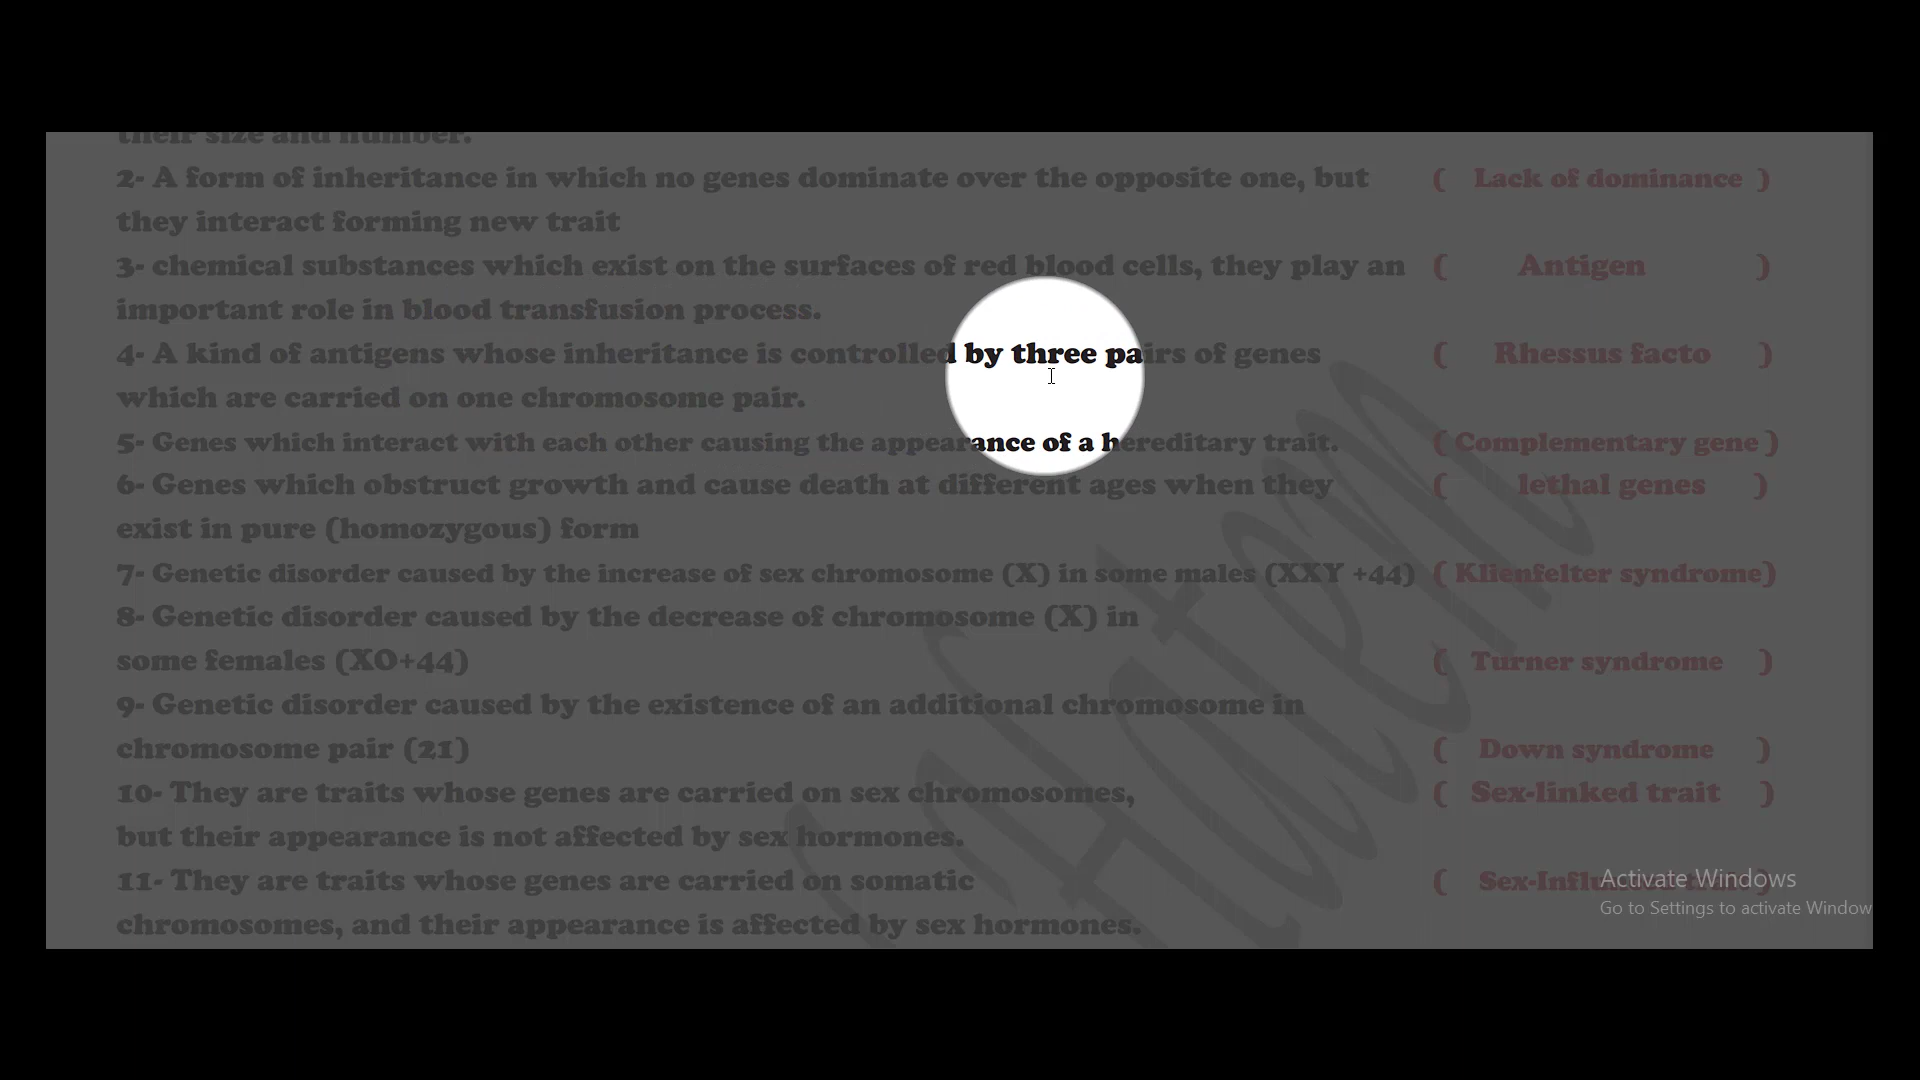 their size and number.
2- A form of inheritance in which no genes dominate over the opposite one, but ( Lack of dominance )
they interact forming new trait
3- chemical substances which exist on the surfaces of red blood cells, they play an ( Antigen )
important role in blood transfusion process.
4- A kind of antigens whose inheritance is controlled by three pairs of genes ( Rhessus facto )
which are carried on one chromosome pair.
5- Genes which interact with each other causing the appearance of a hereditary trait. ( Complementary gene )
6- Genes which obstruct growth and cause death at different ages when they ( lethal genes )
exist in pure (homozygous) form
7- Genetic disorder caused by the increase of sex chromosome (X) in some males (XXY +44) ( Klienfelter syndrome)
8- Genetic disorder caused by the decrease of chromosome (X) in
some females (XO+44) ( Turner syndrome )
9- Genetic disorder caused by the existence of an additional chromosome in
chromosome pair (21) ( Down syndrome )
10- They are traits whose genes are carried on sex chromosomes, ( Sex-linked trait )
but their appearance is not affected by sex hormones.
11- They are traits whose genes are carried on somatic ( )
chromosomes, and their appearance is affected by sex hormones.
Hatem
Activate Windows
Go to Settings to activate Window